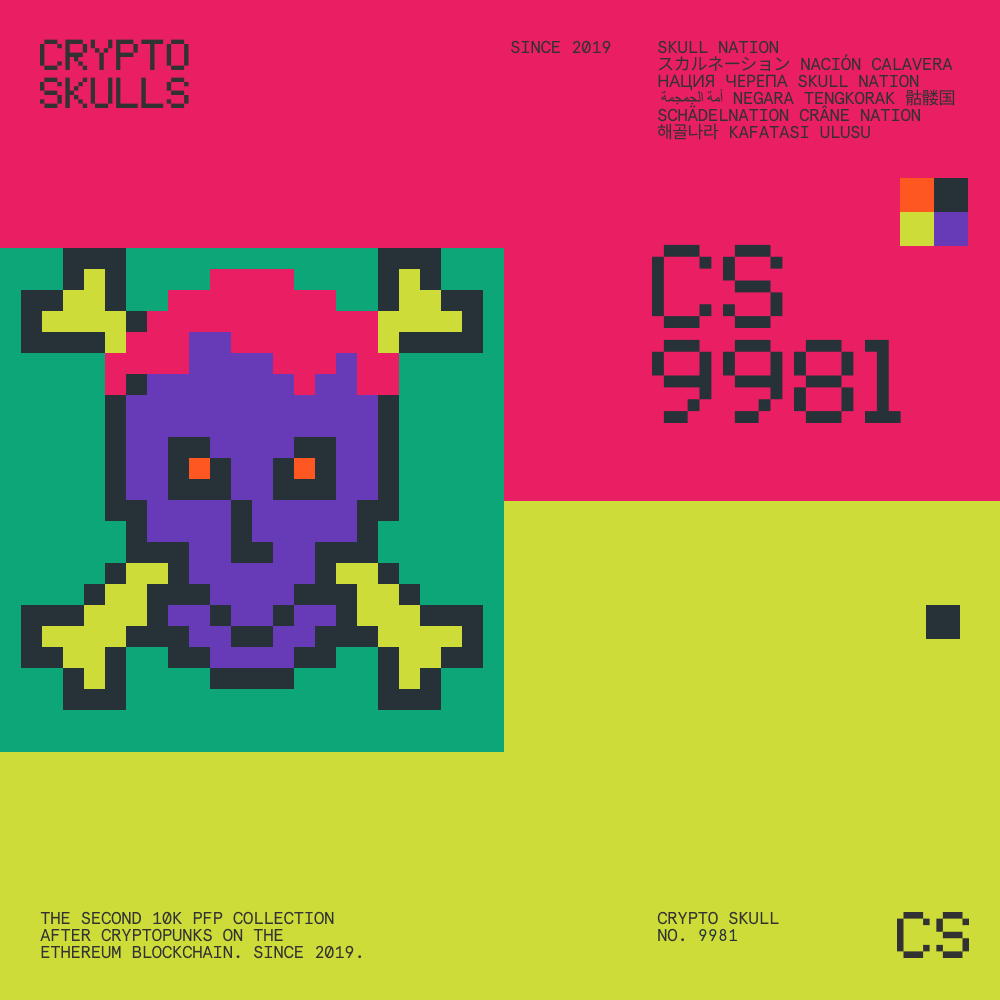 CRYPTO
SKULLS
SINCE 2019
SKULL NATION
スカルネーション NACIÓN CALAVERA
НАЦИЯ ЧЕРЕПА SKULL NATION
أمة الجمجمة NEGARA TENGKORAK 骷髅国
SCHÄDELNATION CRÂNE NATION
해골나라 KAFATASI ULUSU
CS
9981
THE SECOND 10K PFP COLLECTION
AFTER CRYPTOPUNKS ON THE
ETHEREUM BLOCKCHAIN. SINCE 2019.
CRYPTO SKULL
NO. 9981
CS